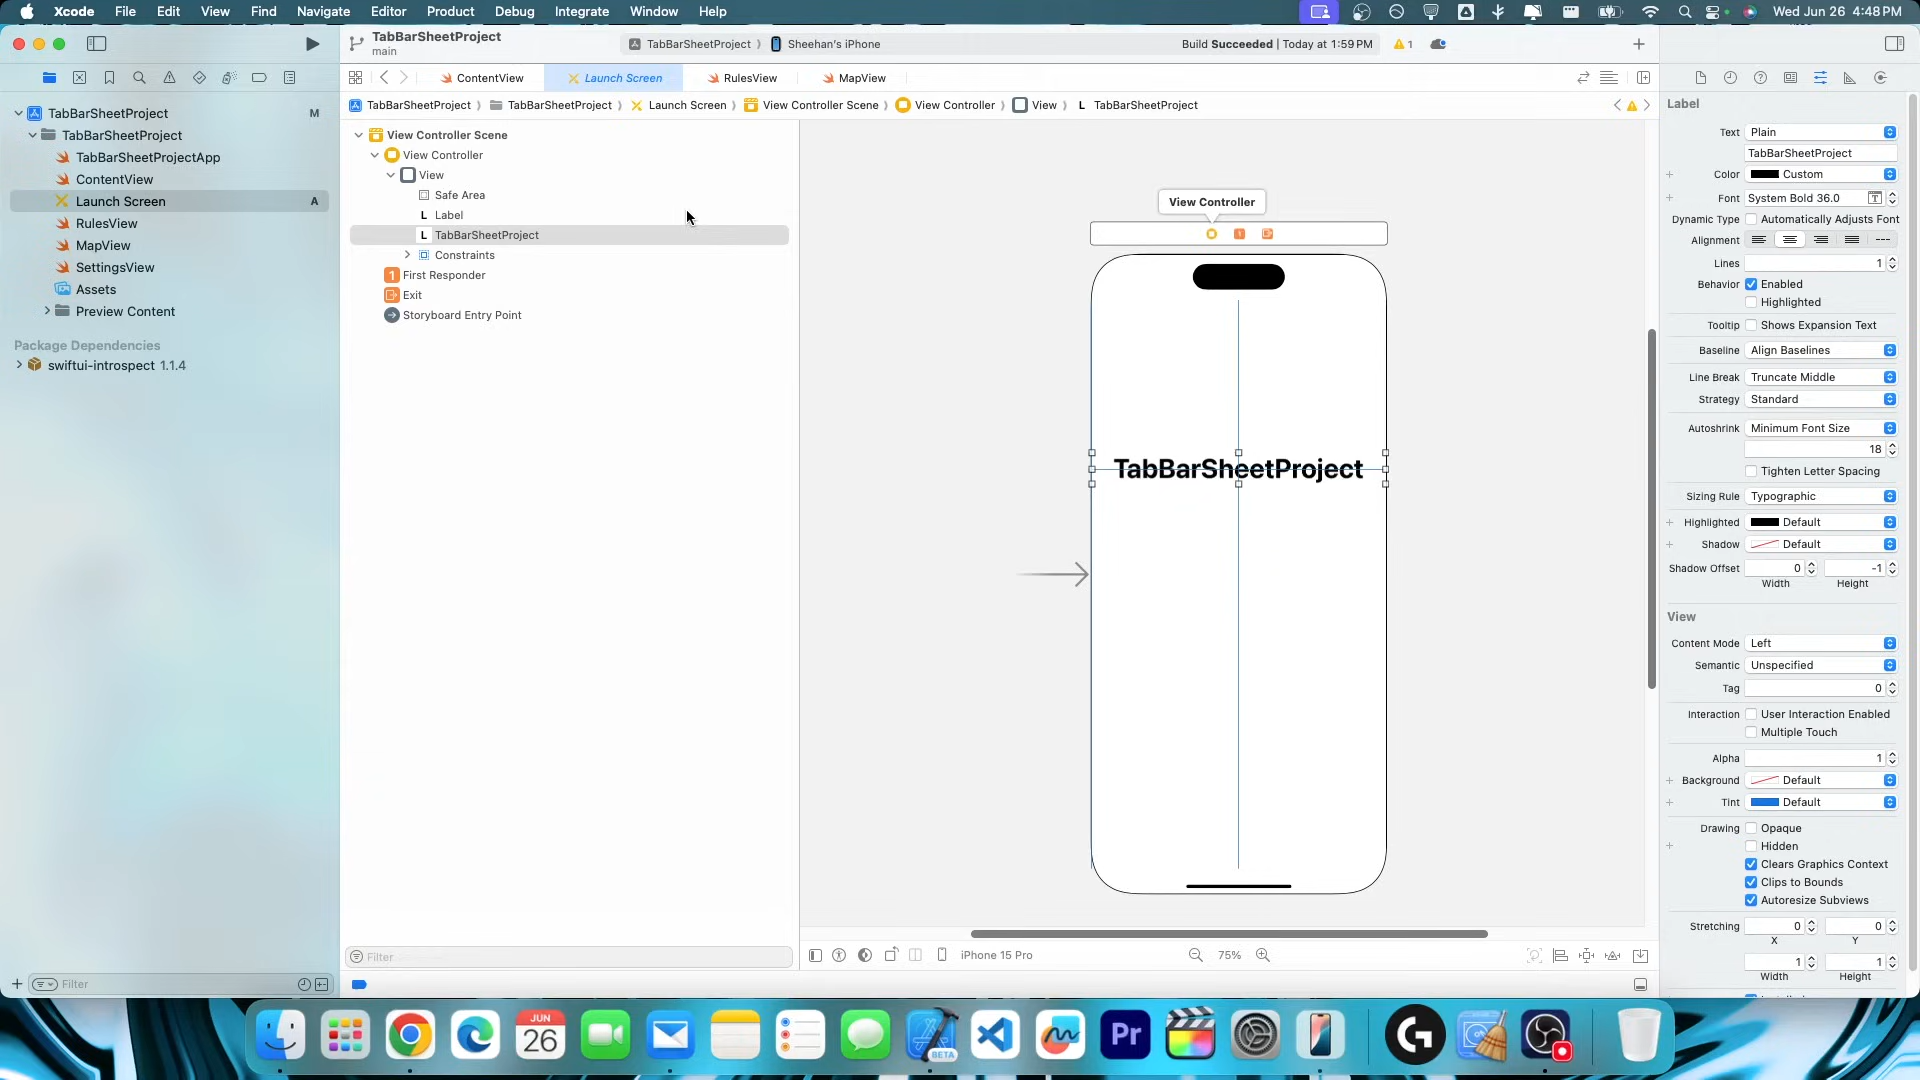 Xcode File Edit View Find Navigate Editor Product Debug Integrate Window Help Wed Jun 26 4:48 PM
TabBarSheetProject
main
TabBarSheetProject Sheehan's iPhone Build Succeeded | Today at 1:59 PM 1
ContentView Launch Screen RulesView MapView
TabBarSheetProject TabBarSheetProject Launch Screen View Controller Scene View Controller View L TabBarSheetProject
TabBarSheetProject M
TabBarSheetProject
TabBarSheetProjectApp
ContentView
Launch Screen A
RulesView
MapView
SettingsView
Assets
Preview Content
Package Dependencies
swiftui-introspect 1.1.4
Filter
View Controller Scene
View Controller
View
Safe Area
L Label
L TabBarSheetProject
Constraints
1 First Responder
Exit
Storyboard Entry Point
Filter
View Controller
1
TabBarSheetProject
iPhone 15 Pro 75%
Label
Text Plain
TabBarSheetProject
Color Custom
Font System Bold 36.0
Dynamic Type Automatically Adjusts Font
Alignment
Lines 1
Behavior Enabled
Highlighted
Tooltip Shows Expansion Text
Baseline Align Baselines
Line Break Truncate Middle
Strategy Standard
Autoshrink Minimum Font Size
18
Tighten Letter Spacing
Sizing Rule Typographic
Highlighted Default
Shadow Default
Shadow Offset 0 -1
Width Height
View
Content Mode Left
Semantic Unspecified
Tag 0
Interaction User Interaction Enabled
Multiple Touch
Alpha 1
Background Default
Tint Default
Drawing Opaque
Hidden
Clears Graphics Context
Clips to Bounds
Autoresize Subviews
Stretching 0 0
X Y
1 1
Width Height
JUN
26
BETA
Pr
G